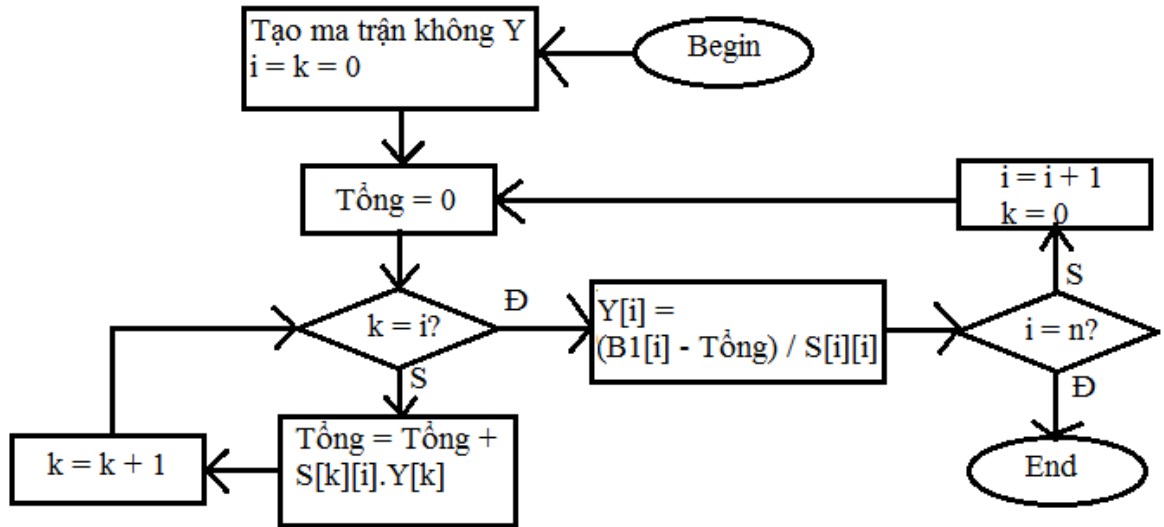 Begin
Tạo ma trận không Y
i = k = 0
Tổng = 0
i = i + 1
k = 0
k = i?
Đ
S
Y[i] =
(B1[i] - Tổng) / S[i][i]
i = n?
S
Đ
Tổng = Tổng +
S[k][i].Y[k]
k = k + 1
End